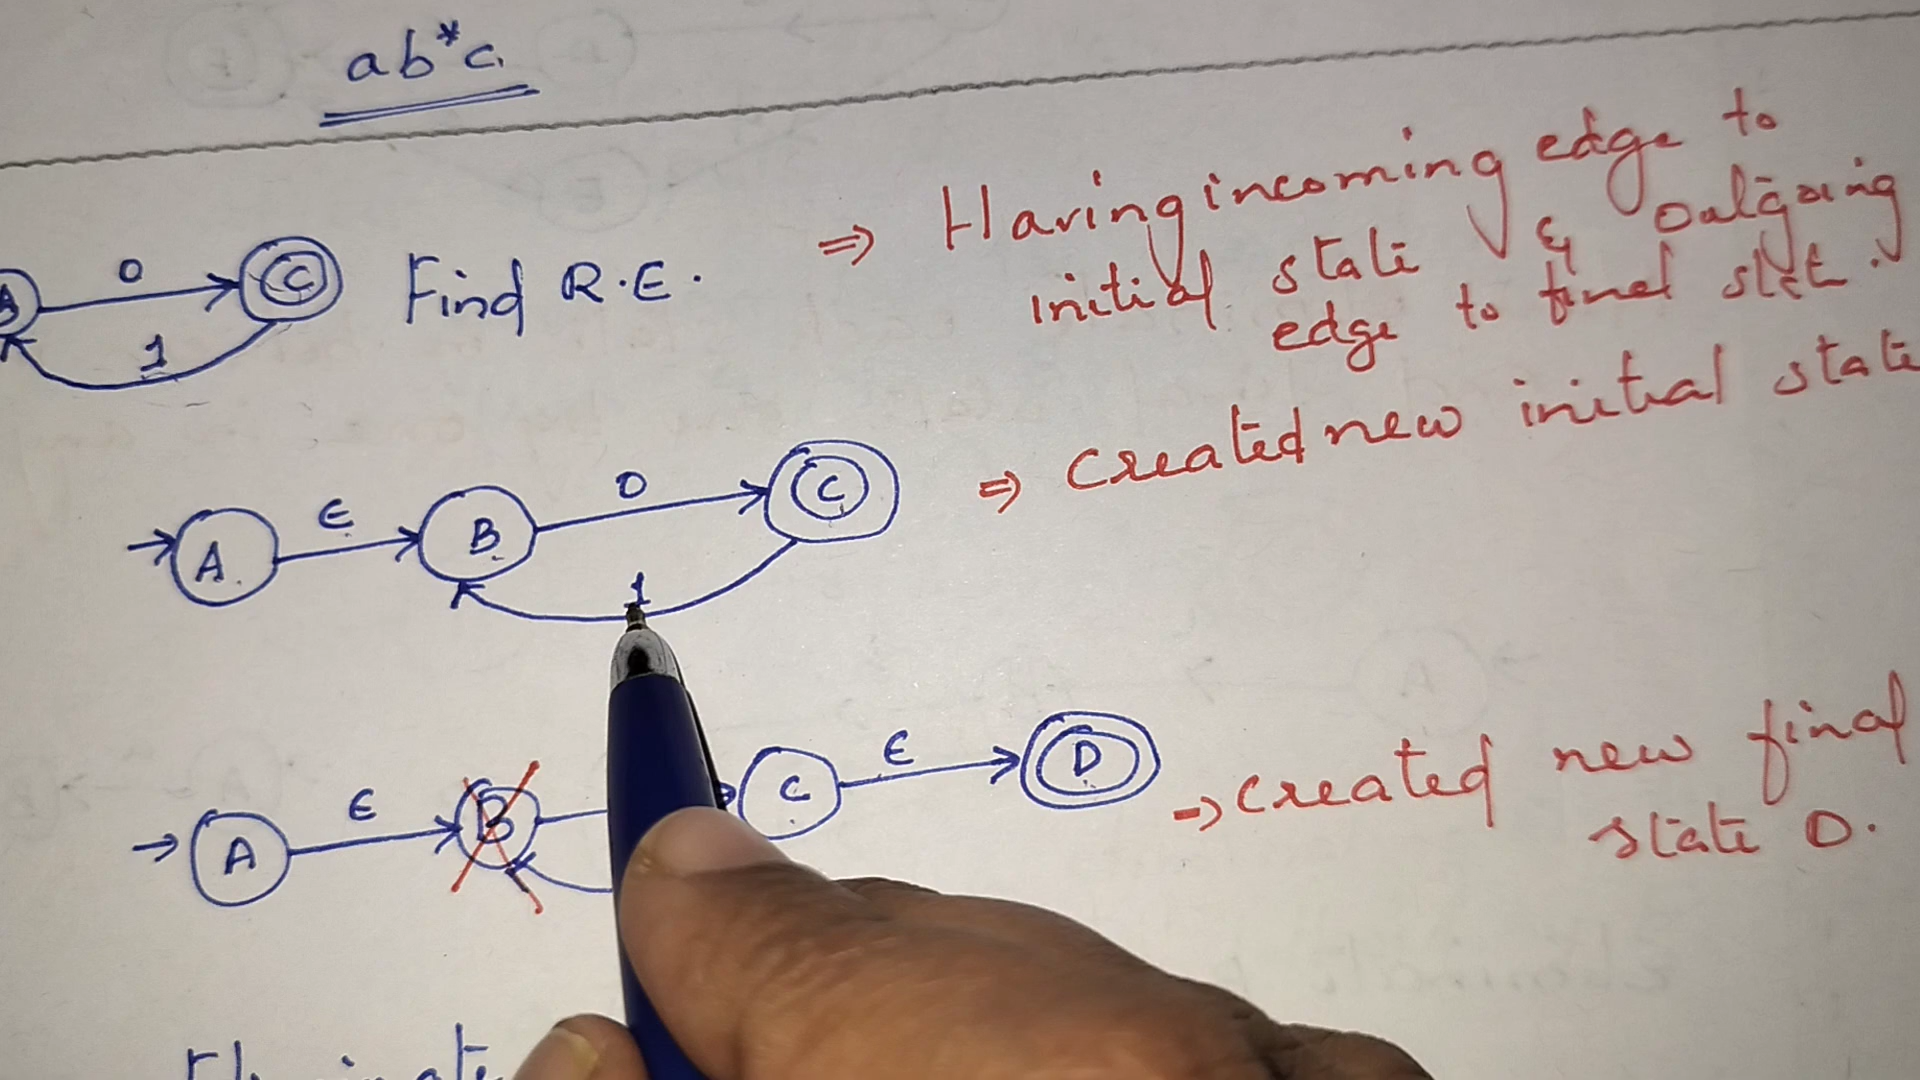 ab*c.
B 0 C Find R.E.
1
⇒ Having incoming edge to
initial state & outgoing
edge to final state.
A ϵ B 0 C
1
⇒ Created new initial state
A ϵ B C ϵ D
→ Created new final
state D.
Eliminate